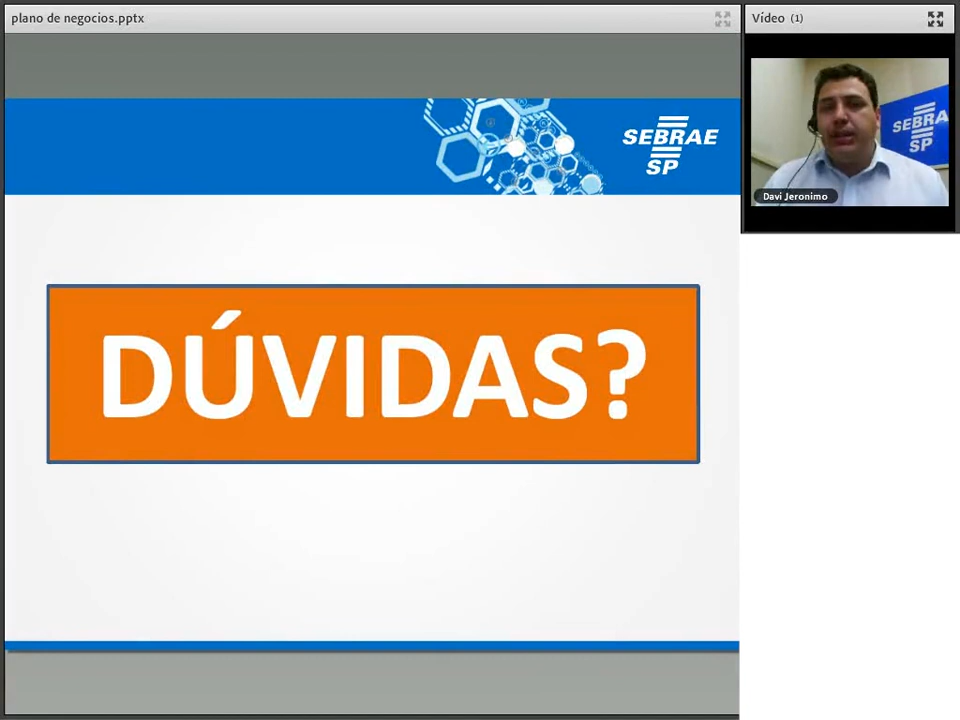 plano de negocios.pptx
Vídeo (1)
SEBRAE
SP
SEBRAE
SP
Davi Jeronimo
DÚVIDAS?